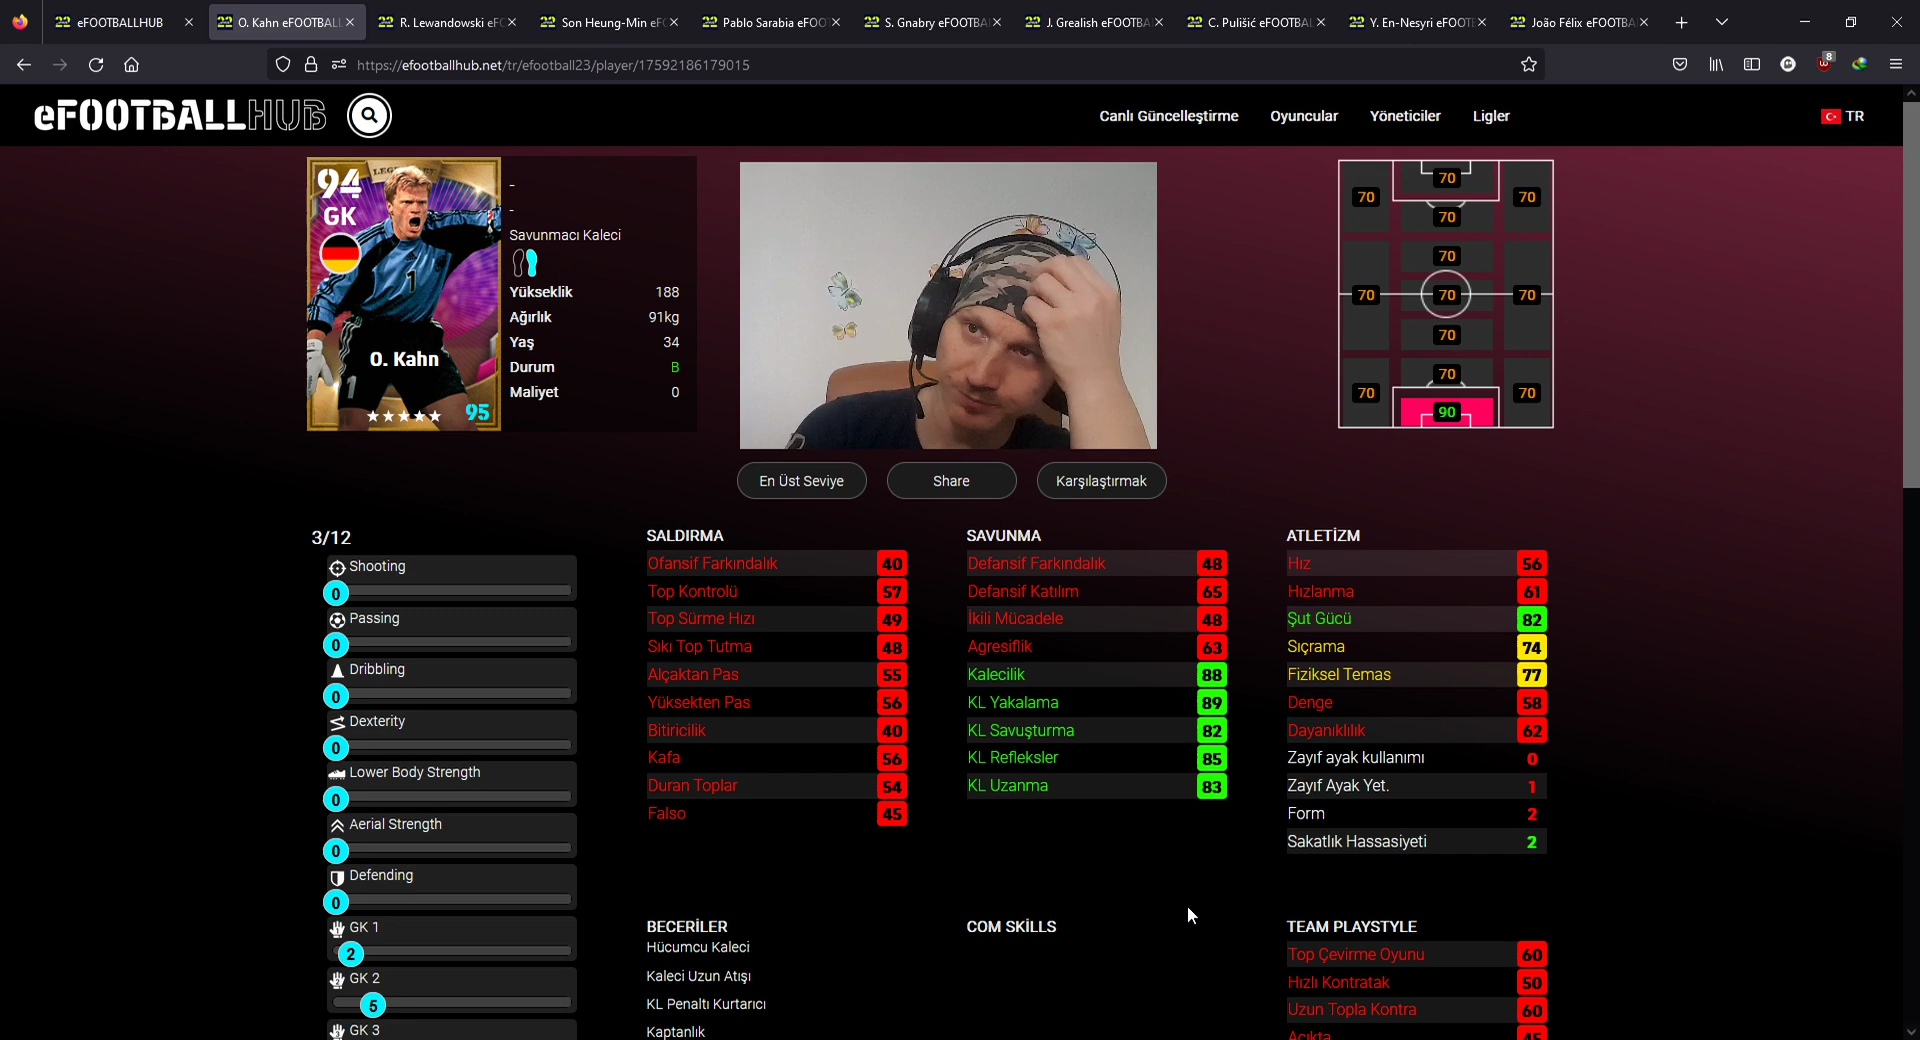 eFOOTBALLHUB
O. Kahn eFOOTBALL
R. Lewandowski eFC
Son Heung-Min eFC
Pablo Sarabia eFOO
S. Gnabry eFOOTBA
J. Grealish eFOOTBA
C. Pulišić eFOOTBAL
Y. En-Nesyri eFOOTE
João Félix eFOOTBA
https://efootballhub.net/tr/efootball23/player/17592186179015
8
eFOOTBALLHUB
Canlı Güncelleştirme
Oyuncular
Yöneticiler
Ligler
TR
94
GK
1
O. Kahn
1
★★★★★
95
-
-
Savunmacı Kaleci
Yükseklik 188
Ağırlık 91kg
Yaş 34
Durum B
Maliyet 0
70
70 70
70
70
70 70 70
70
70
70 70
90
En Üst Seviye
Share
Karşılaştırmak
3/12
Shooting
0
Passing
0
Dribbling
0
Dexterity
0
Lower Body Strength
0
Aerial Strength
0
Defending
0
GK 1
2
GK 2
5
GK 3
SALDIRMA
Ofansif Farkındalık 40
Top Kontrolü 57
Top Sürme Hızı 49
Sıkı Top Tutma 48
Alçaktan Pas 55
Yüksekten Pas 56
Bitiricilik 40
Kafa 56
Duran Toplar 54
Falso 45
SAVUNMA
Defansif Farkındalık 48
Defansif Katılım 65
İkili Mücadele 48
Agresiflik 63
Kalecilik 88
KL Yakalama 89
KL Savuşturma 82
KL Refleksler 85
KL Uzanma 83
ATLETİZM
Hız 56
Hızlanma 61
Şut Gücü 82
Sıçrama 74
Fiziksel Temas 77
Denge 58
Dayanıklılık 62
Zayıf ayak kullanımı 0
Zayıf Ayak Yet. 1
Form 2
Sakatlık Hassasiyeti 2
BECERİLER
Hücumcu Kaleci
Kaleci Uzun Atışı
KL Penaltı Kurtarıcı
Kaptanlık
COM SKİLLS
TEAM PLAYSTYLE
Top Çevirme Oyunu 60
Hızlı Kontratak 50
Uzun Topla Kontra 60
Açıkta 45